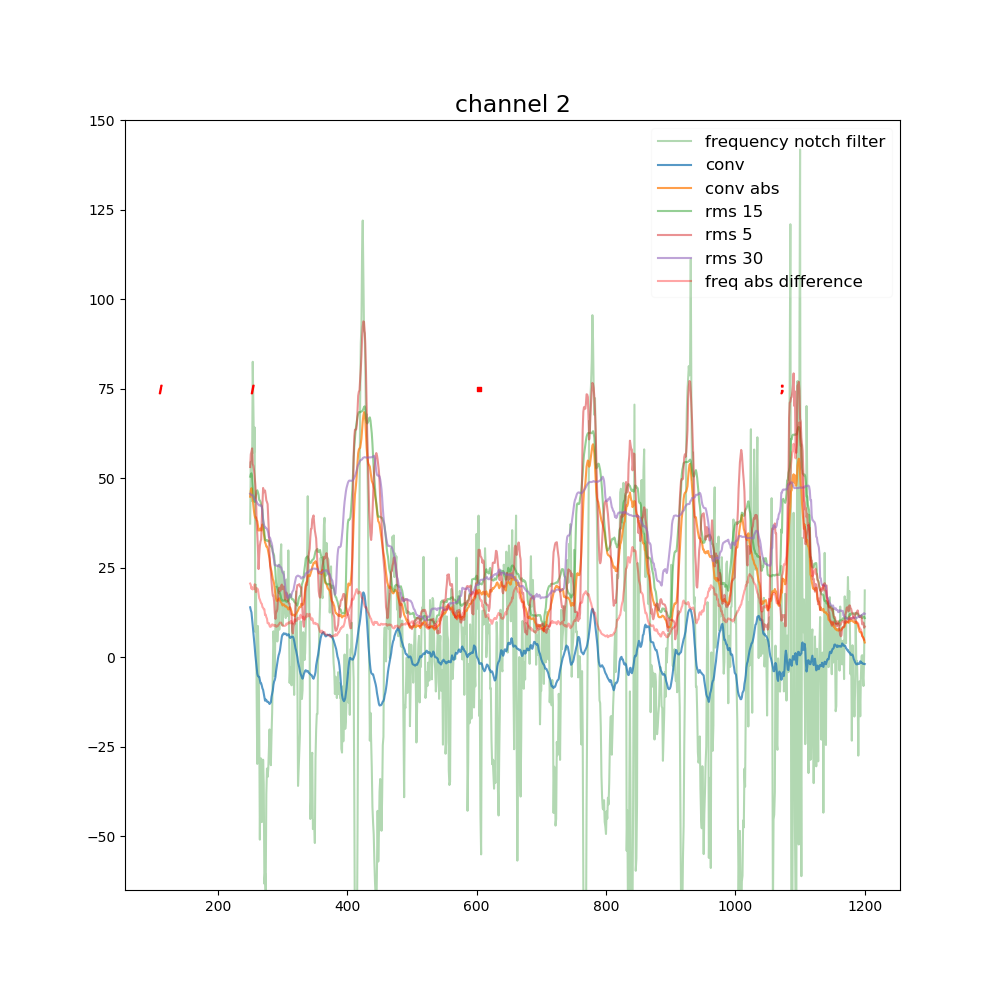 channel 2
150
125
100
75
50
25
0
−25
−50
200 400 600 800 1000 1200
frequency notch filter
conv
conv abs
rms 15
rms 5
rms 30
freq abs difference